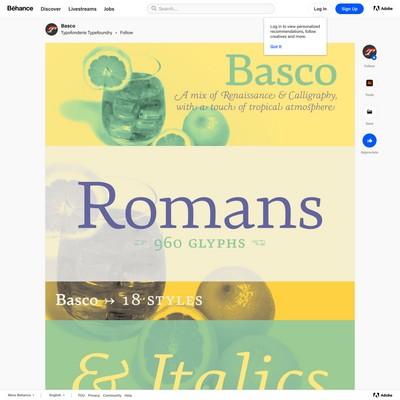 Bēhance
Discover
Livestreams
Jobs
Search...
Log In
Sign Up
Adobe
Basco
Typofonderie Typefoundry • Follow
Log in to view personalized
recommendations, follow
creatives and more.
Got It
Basco
A mix of Renaissance & Calligraphy,
with a touch of tropical atmosphere
Romans
☞ 960 GLYPHS ☜
Basco ↣ 18 STYLES
& Italics
Follow
Tools
Save
Appreciate
More Behance
English
TOU
Privacy
Community
Help
Adobe